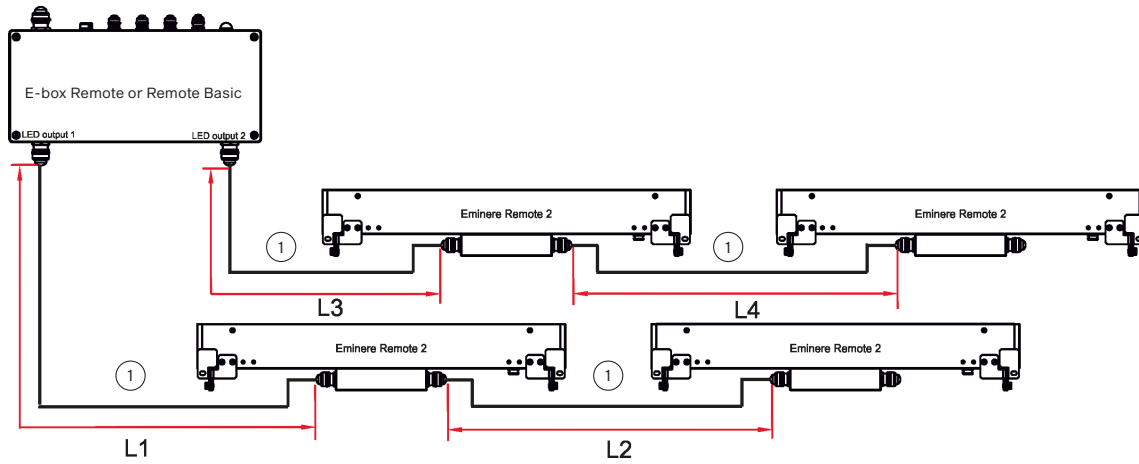 E-box Remote or Remote Basic
LED output 1
LED output 2
Eminere Remote 2
Eminere Remote 2
1
1
L3
L4
Eminere Remote 2
Eminere Remote 2
1
1
L1
L2